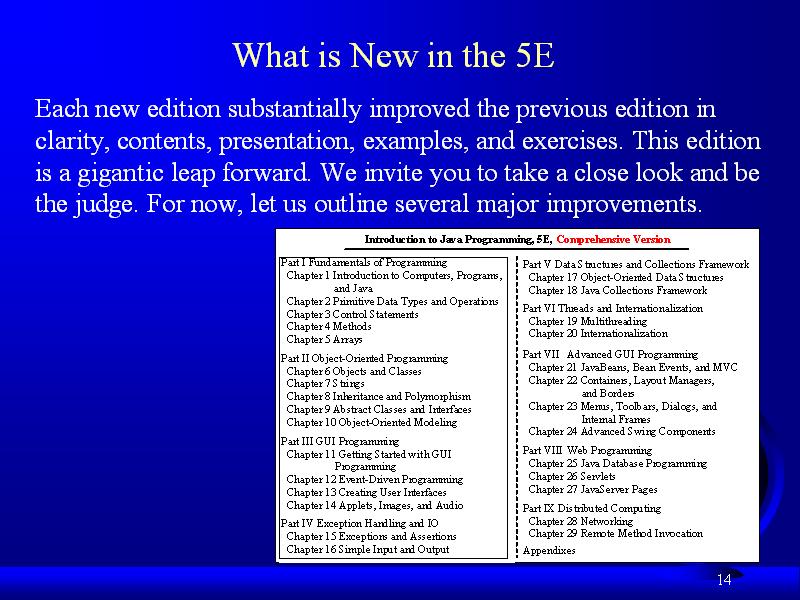 What is New in the 5E
Each new edition substantially improved the previous edition in
clarity, contents, presentation, examples, and exercises. This edition
is a gigantic leap forward. We invite you to take a close look and be
the judge. For now, let us outline several major improvements.
Introduction to Java Programming, 5E, Comprehensive Version
Part I Fundamentals of Programming
Chapter 1 Introduction to Computers, Programs,
and Java
Chapter 2 Primitive Data Types and Operations
Chapter 3 Control Statements
Chapter 4 Methods
Chapter 5 Arrays
Part II Object-Oriented Programming
Chapter 6 Objects and Classes
Chapter 7 Strings
Chapter 8 Inheritance and Polymorphism
Chapter 9 Abstract Classes and Interfaces
Chapter 10 Object-Oriented Modeling
Part III GUI Programming
Chapter 11 Getting Started with GUI
Programming
Chapter 12 Event-Driven Programming
Chapter 13 Creating User Interfaces
Chapter 14 Applets, Images, and Audio
Part IV Exception Handling and IO
Chapter 15 Exceptions and Assertions
Chapter 16 Simple Input and Output
Part V Data Structures and Collections Framework
Chapter 17 Object-Oriented Data Structures
Chapter 18 Java Collections Framework
Part VI Threads and Internationalization
Chapter 19 Multithreading
Chapter 20 Internationalization
Part VII Advanced GUI Programming
Chapter 21 JavaBeans, Bean Events, and MVC
Chapter 22 Containers, Layout Managers,
and Borders
Chapter 23 Menus, Toolbars, Dialogs, and
Internal Frames
Chapter 24 Advanced Swing Components
Part VIII Web Programming
Chapter 25 Java Database Programming
Chapter 26 Servlets
Chapter 27 JavaServer Pages
Part IX Distributed Computing
Chapter 28 Networking
Chapter 29 Remote Method Invocation
Appendixes
14